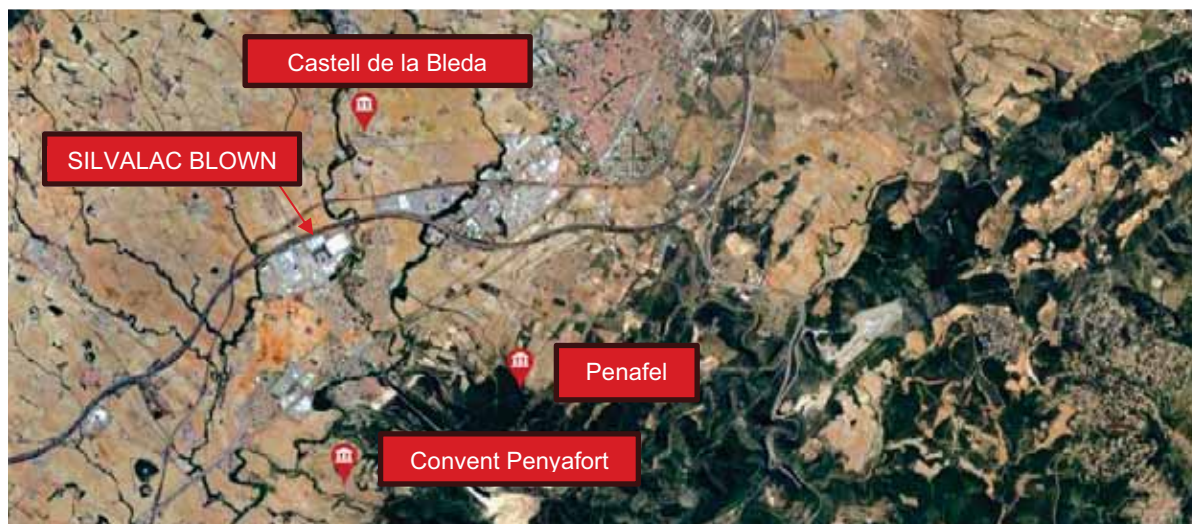 Castell de la Bleda
SILVALAC BLOWN
Penafel
Convent Penyafort